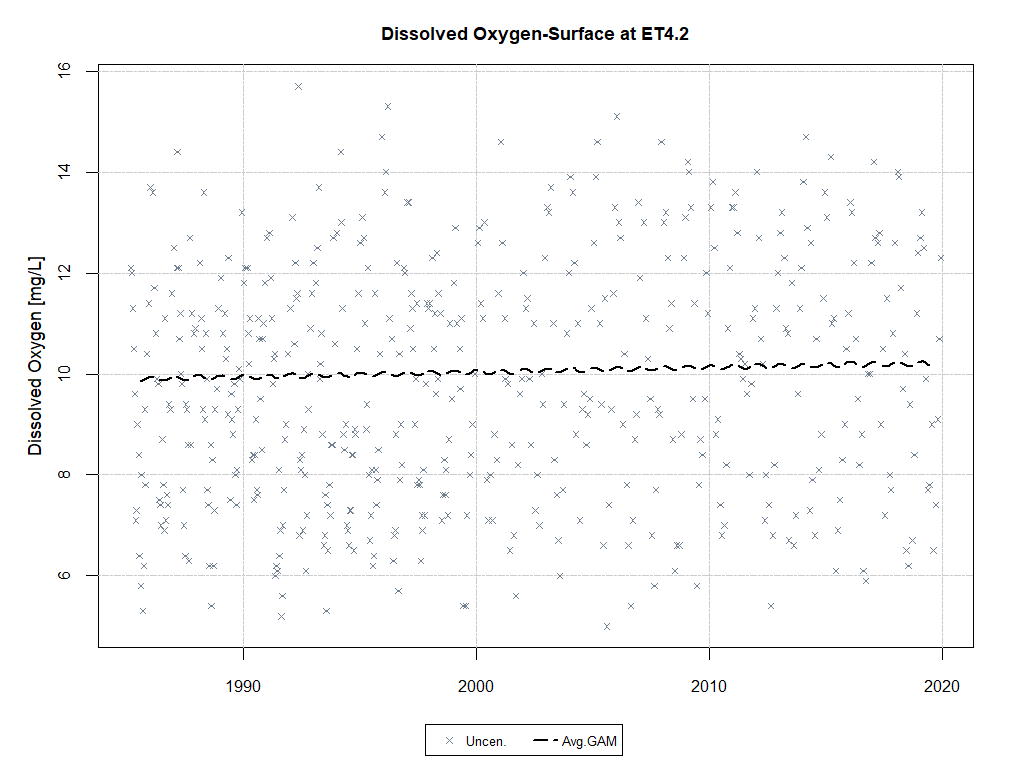 Dissolved Oxygen-Surface at ET4.2
Dissolved Oxygen [mg/L]
16
14
12
10
8
6
1990
2000
2010
2020
Uncen.
Avg.GAM